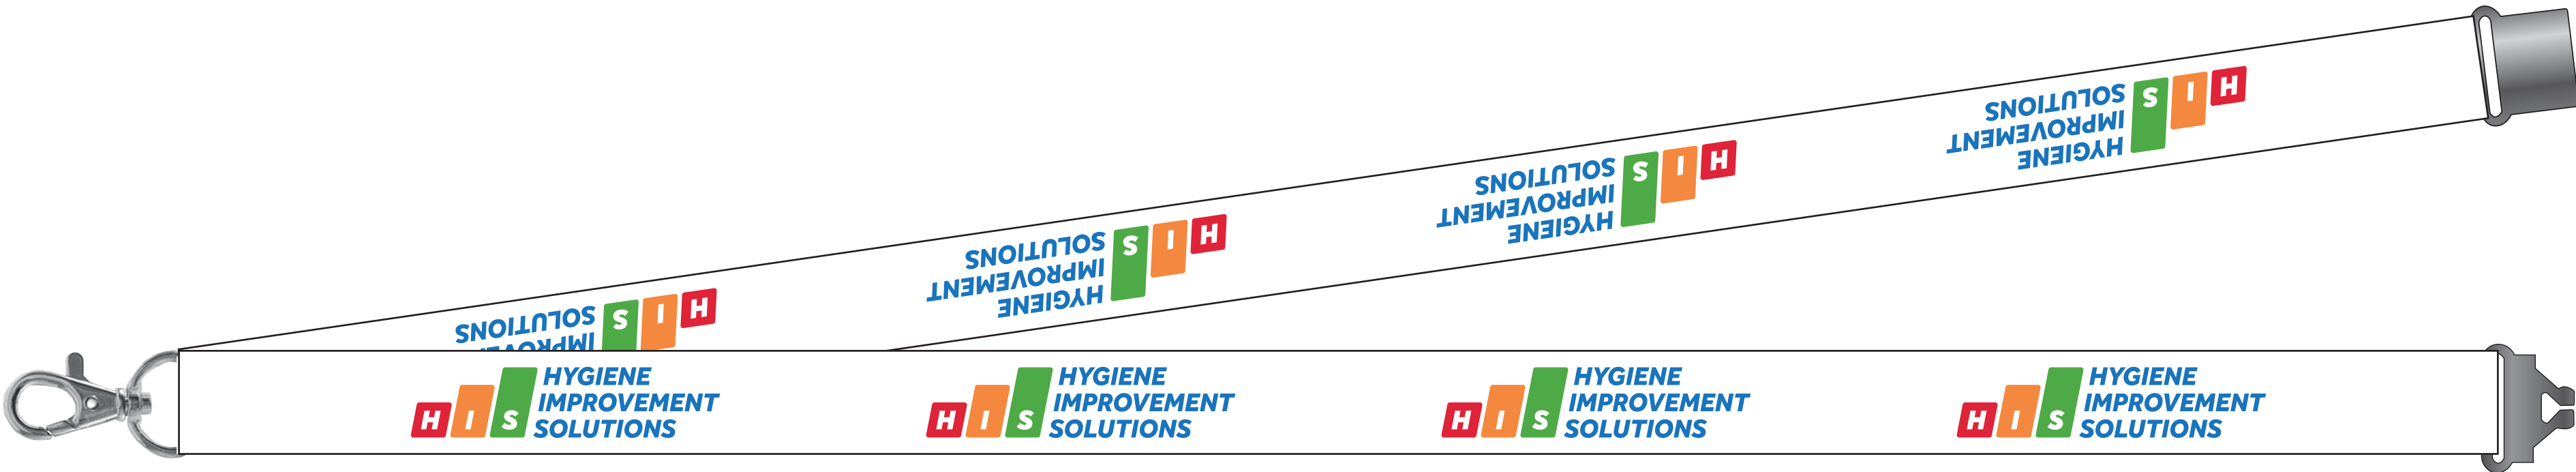 HIS HYGIENE
IMPROVEMENT
SOLUTIONS
HIS HYGIENE
IMPROVEMENT
SOLUTIONS
HIS HYGIENE
IMPROVEMENT
SOLUTIONS
HIS HYGIENE
IMPROVEMENT
SOLUTIONS
HIS HYGIENE
IMPROVEMENT
SOLUTIONS
HIS HYGIENE
IMPROVEMENT
SOLUTIONS
HIS HYGIENE
IMPROVEMENT
SOLUTIONS
HIS
SOLUTIONS